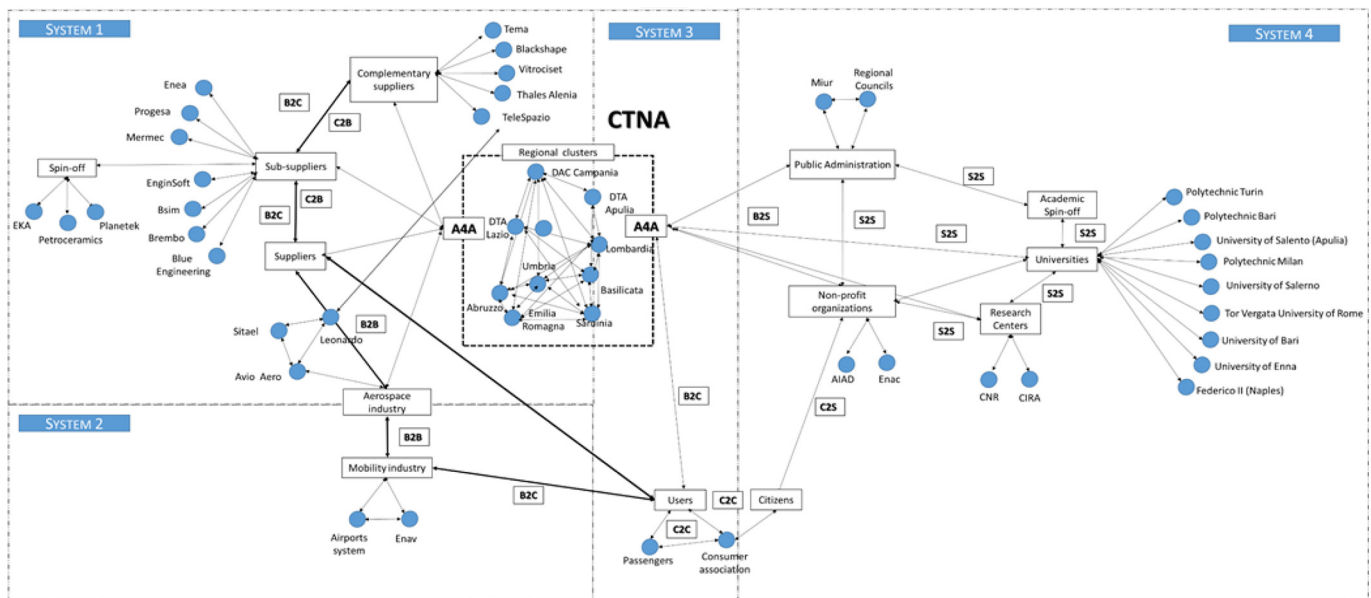 SYSTEM 1
SYSTEM 3
SYSTEM 4
Tema
Blackshape
Vitrociset
Thales Alenia
TeleSpazio
Complementary
suppliers
Enea
Progesa
Mermec
B2C
C2B
Sub-suppliers
Spin-off
EKA
Petroceramics
Planetek
EnginSoft
Bsim
Brembo
Blue
Engineering
C2B
B2C
Suppliers
A4A
CTNA
Regional clusters
DAC Campania
DTA
Apulia
DTA
Lazio
Lombardia
Umbria
Basilicata
Abruzzo
Emilia
Romagna
Sardinia
A4A
Sitael
Leonardo
B2B
Avio Aero
Aerospace
industry
SYSTEM 2
B2B
Mobility industry
Airports
system
Enav
B2C
B2C
Users
C2C
C2C
Passengers
Consumer
association
Citizens
C2S
Miur
Regional
Councils
Public Administration
B2S
S2S
S2S
S2S
Academic
Spin-off
S2S
Universities
S2S
Non-profit
organizations
S2S
Research
Centers
AIAD
Enac
CNR
CIRA
Polytechnic Turin
Polytechnic Bari
University of Salento (Apulia)
Polytechnic Milan
University of Salerno
Tor Vergata University of Rome
University of Bari
University of Enna
Federico II (Naples)